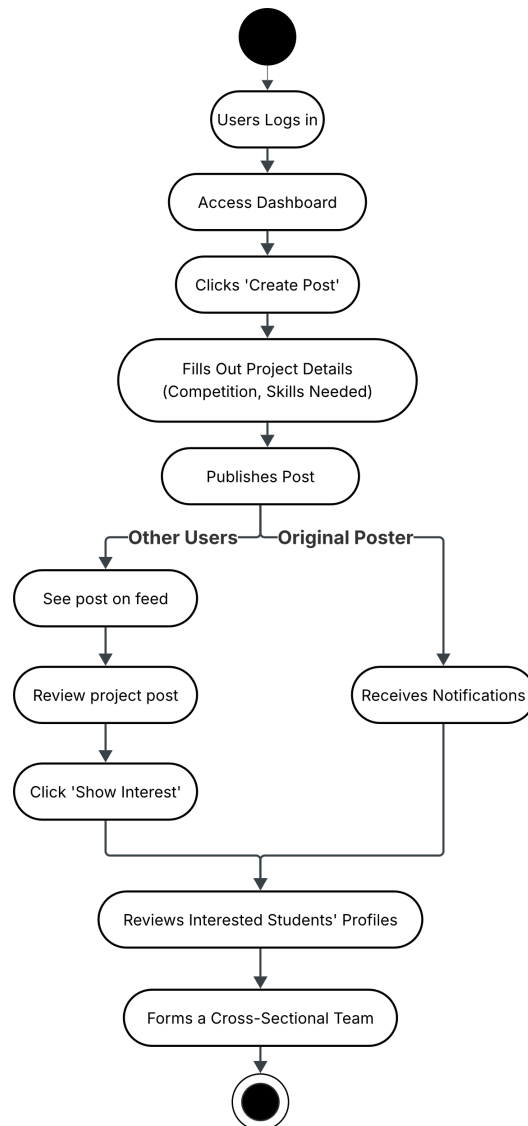 Users Logs in
Access Dashboard
Clicks 'Create Post'
Fills Out Project Details
(Competition, Skills Needed)
Publishes Post
Other Users
Original Poster
See post on feed
Review project post
Receives Notifications
Click 'Show Interest'
Reviews Interested Students' Profiles
Forms a Cross-Sectional Team